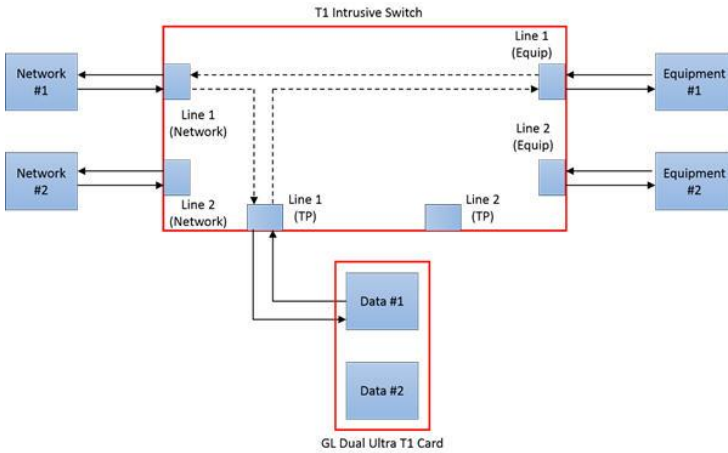 T1 Intrusive Switch
Line 1
(Equip)
Network
#1
Equipment
#1
Line 1
(Network)
Line 2
(Equip)
Network
#2
Equipment
#2
Line 2
(Network)
Line 1
(TP)
Line 2
(TP)
Data #1
Data #2
GL Dual Ultra T1 Card